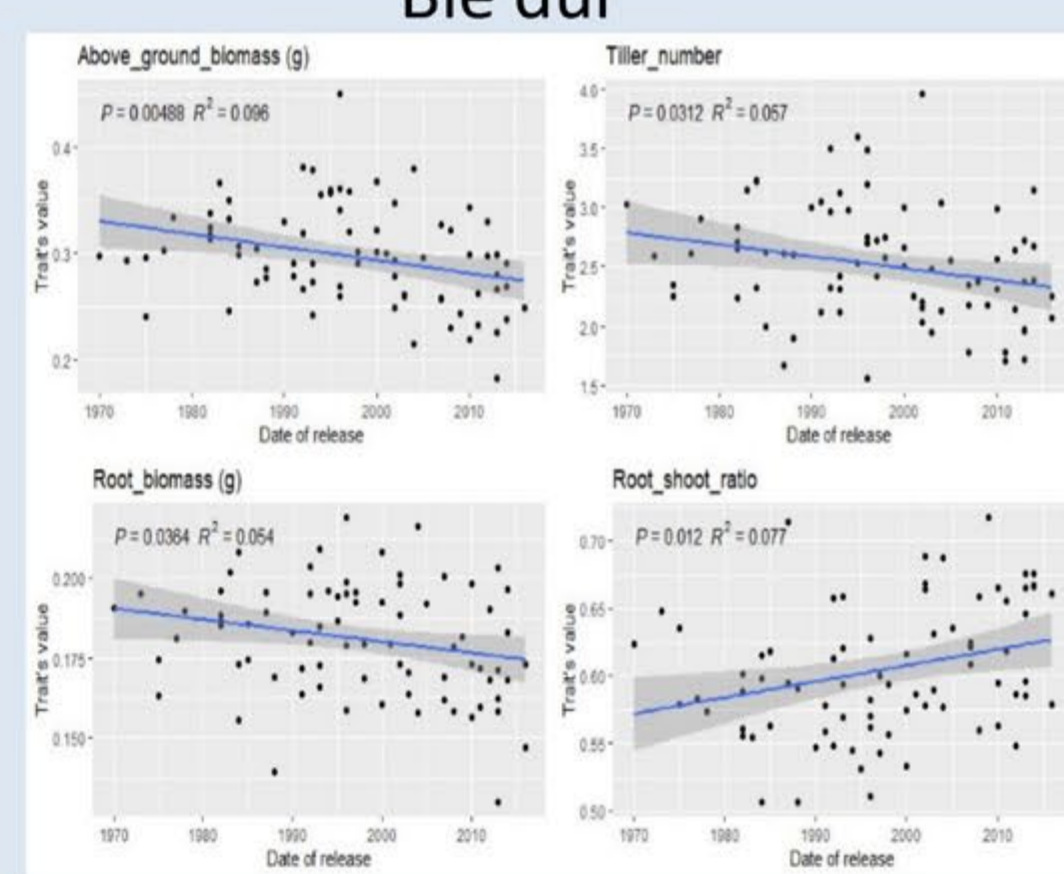 Blé dur
Above_ground_biomass (g)
P = 0.00488 R² = 0.096
Trait's value
0.4
0.3
0.2
1970 1980 1990 2000 2010
Date of release
Tiller_number
P = 0.0312 R² = 0.057
Trait's value
4.0
3.5
3.0
2.5
2.0
1.5
1970 1980 1990 2000 2010
Date of release
Root_biomass (g)
P = 0.0364 R² = 0.054
Trait's value
0.200
0.175
0.150
1970 1980 1990 2000 2010
Date of release
Root_shoot_ratio
P = 0.012 R² = 0.077
Trait's value
0.70
0.65
0.60
0.55
0.50
1970 1980 1990 2000 2010
Date of release